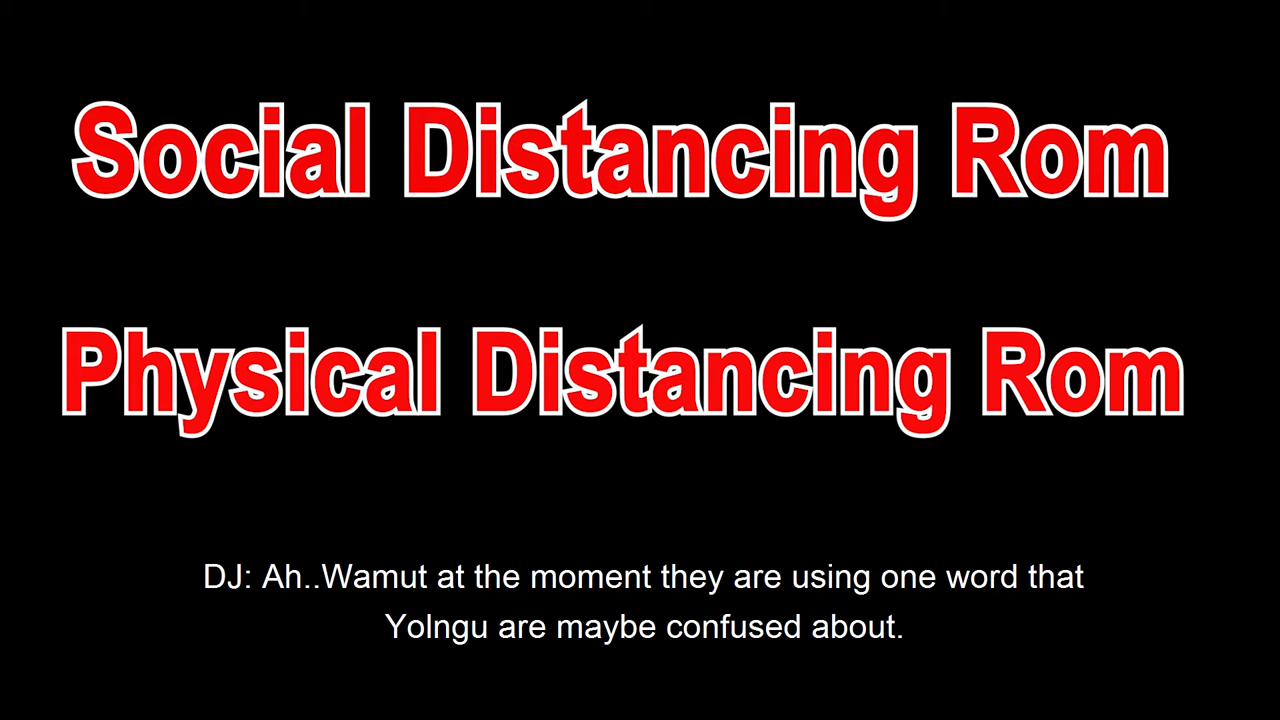 Social Distancing Rom
Physical Distancing Rom
DJ: Ah..Wamut at the moment they are using one word that
Yolngu are maybe confused about.